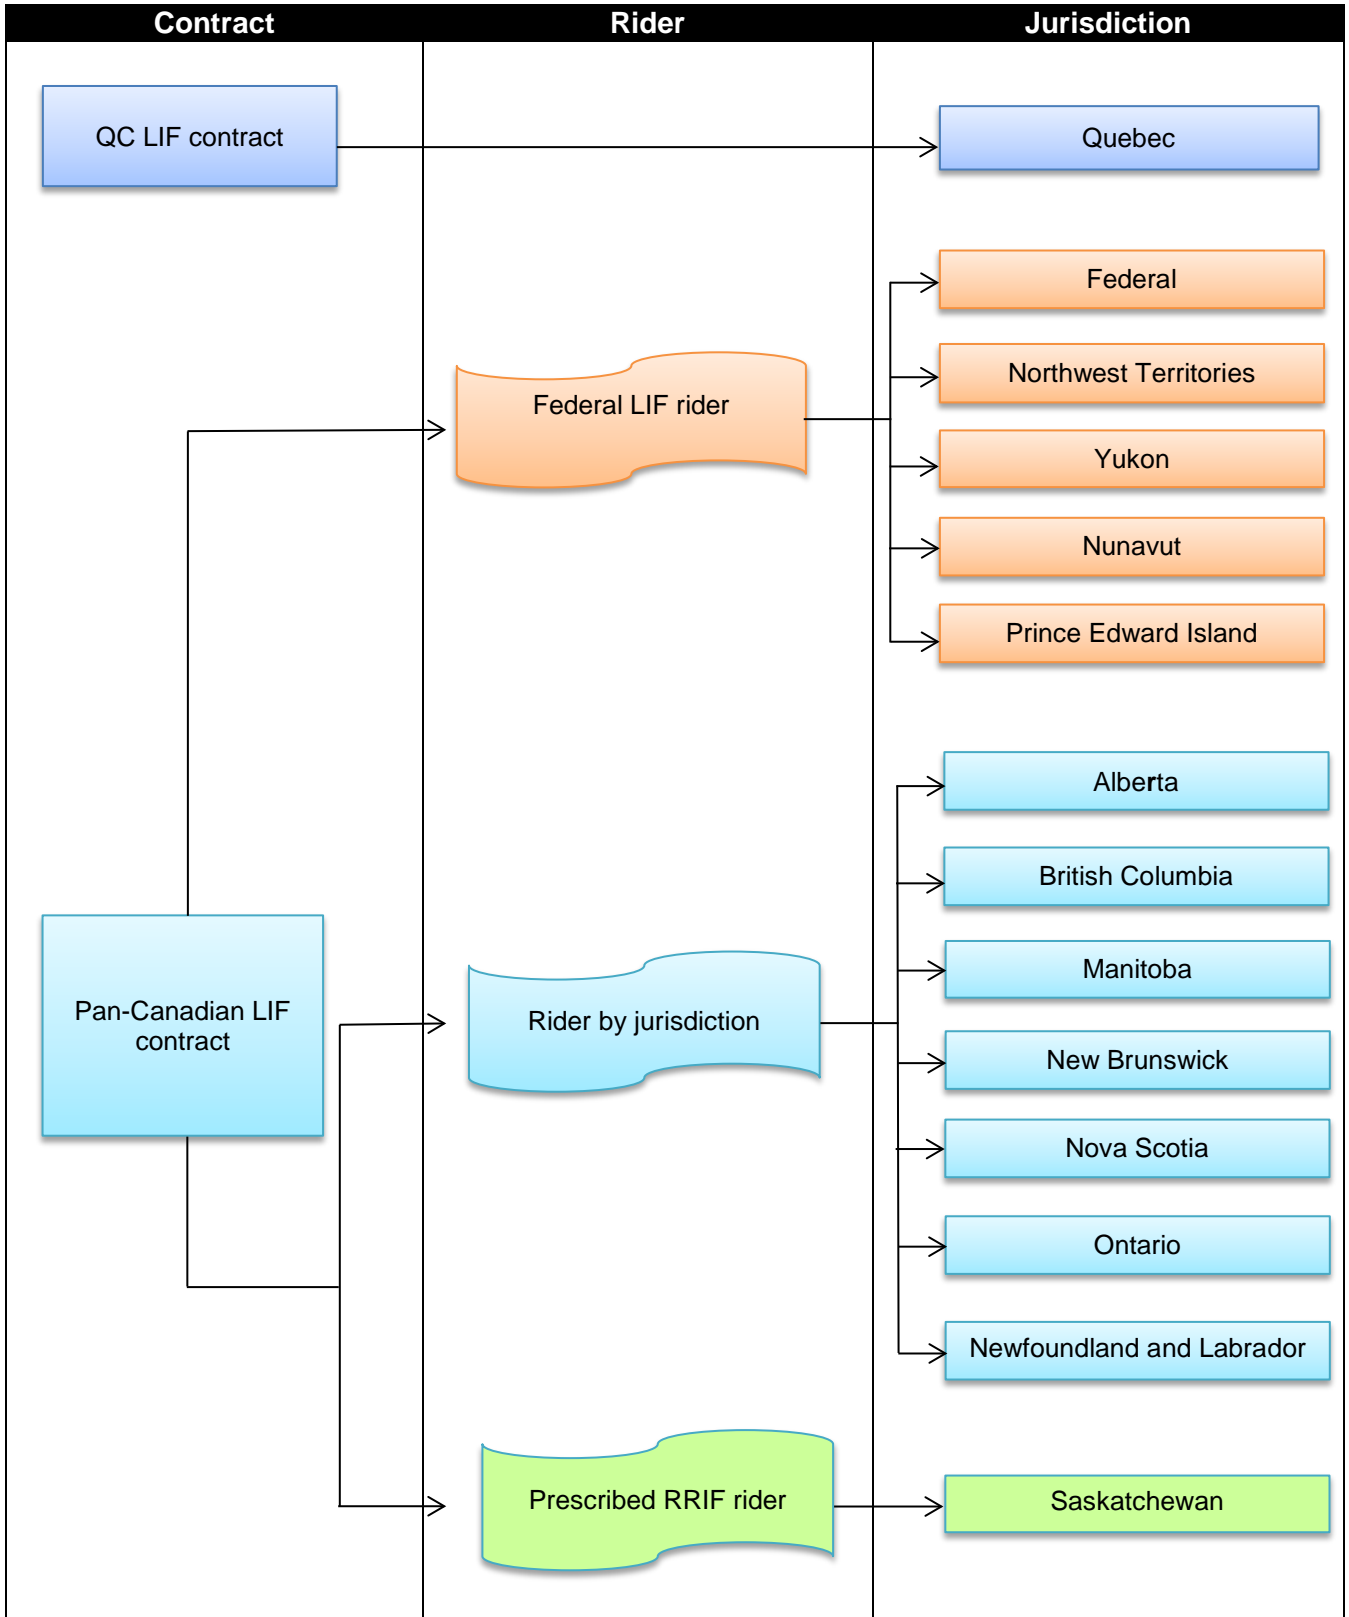 Contract Rider Jurisdiction
QC LIF contract
Quebec
Federal
Northwest Territories
Federal LIF rider
Yukon
Nunavut
Prince Edward Island
Alberta
British Columbia
Manitoba
Pan-Canadian LIF
contract
Rider by jurisdiction
New Brunswick
Nova Scotia
Ontario
Newfoundland and Labrador
Prescribed RRIF rider
Saskatchewan